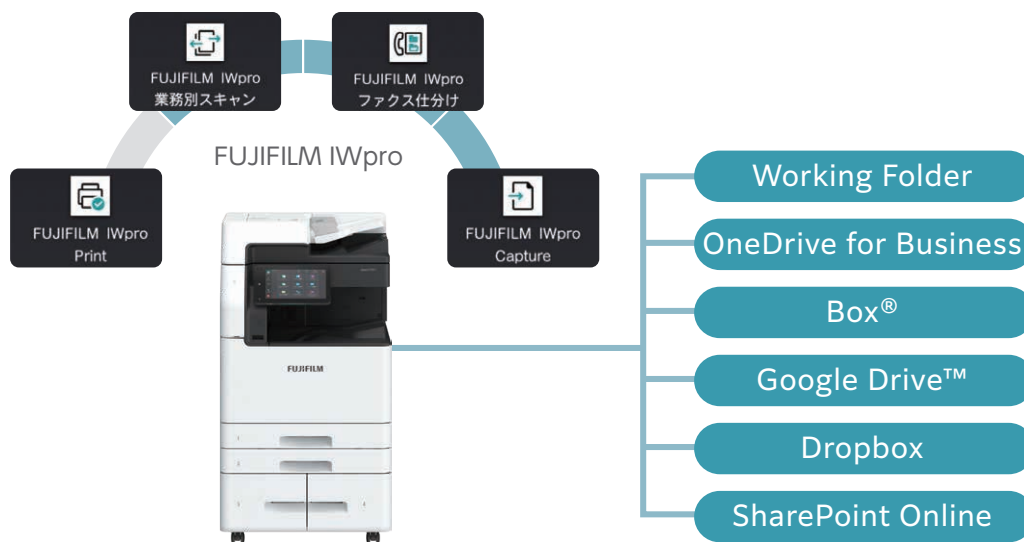 FUJIFILM IWpro
業務別スキャン
FUJIFILM IWpro
ファクス仕分け
FUJIFILM IWpro
FUJIFILM IWpro
Print
FUJIFILM IWpro
Capture
FUJIFILM
Working Folder
OneDrive for Business
Box®
Google Drive™
Dropbox
SharePoint Online